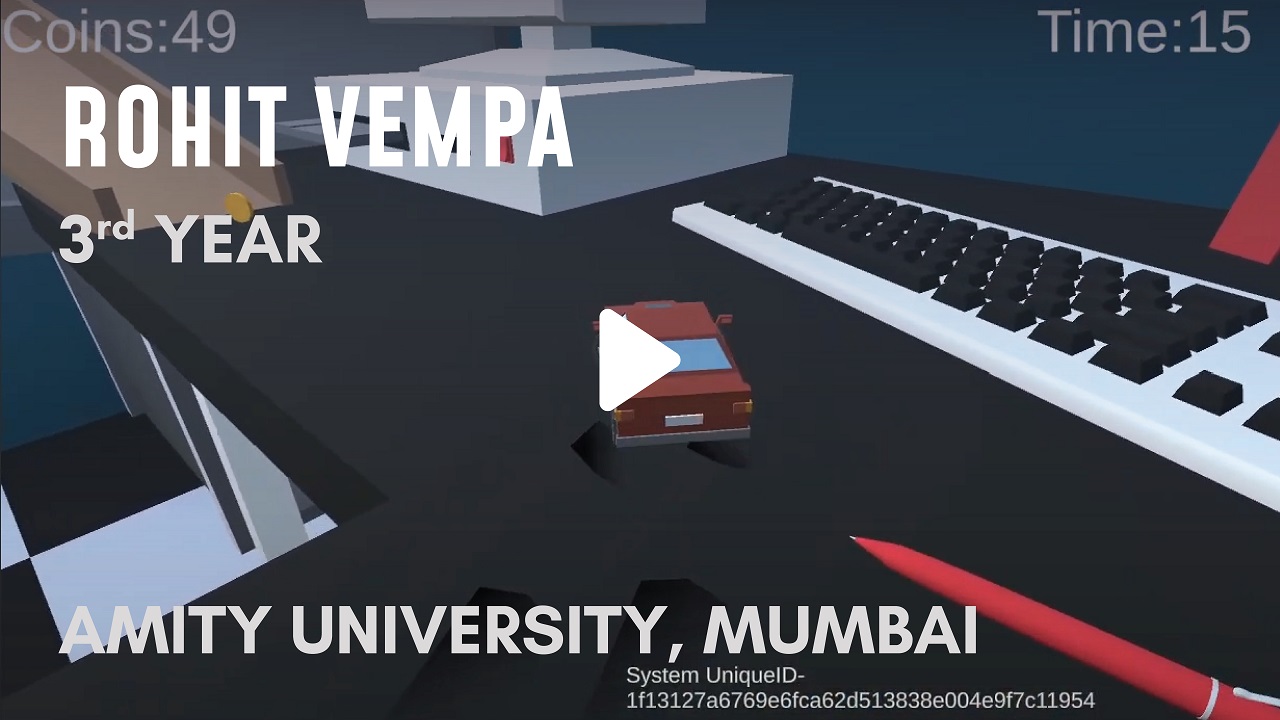 Coins:49
Time:15
ROHIT VEMPA
3rd YEAR
AMITY UNIVERSITY, MUMBAI
System UniqueID-
1f13127a6769e6fca62d513838e004e9f7c11954